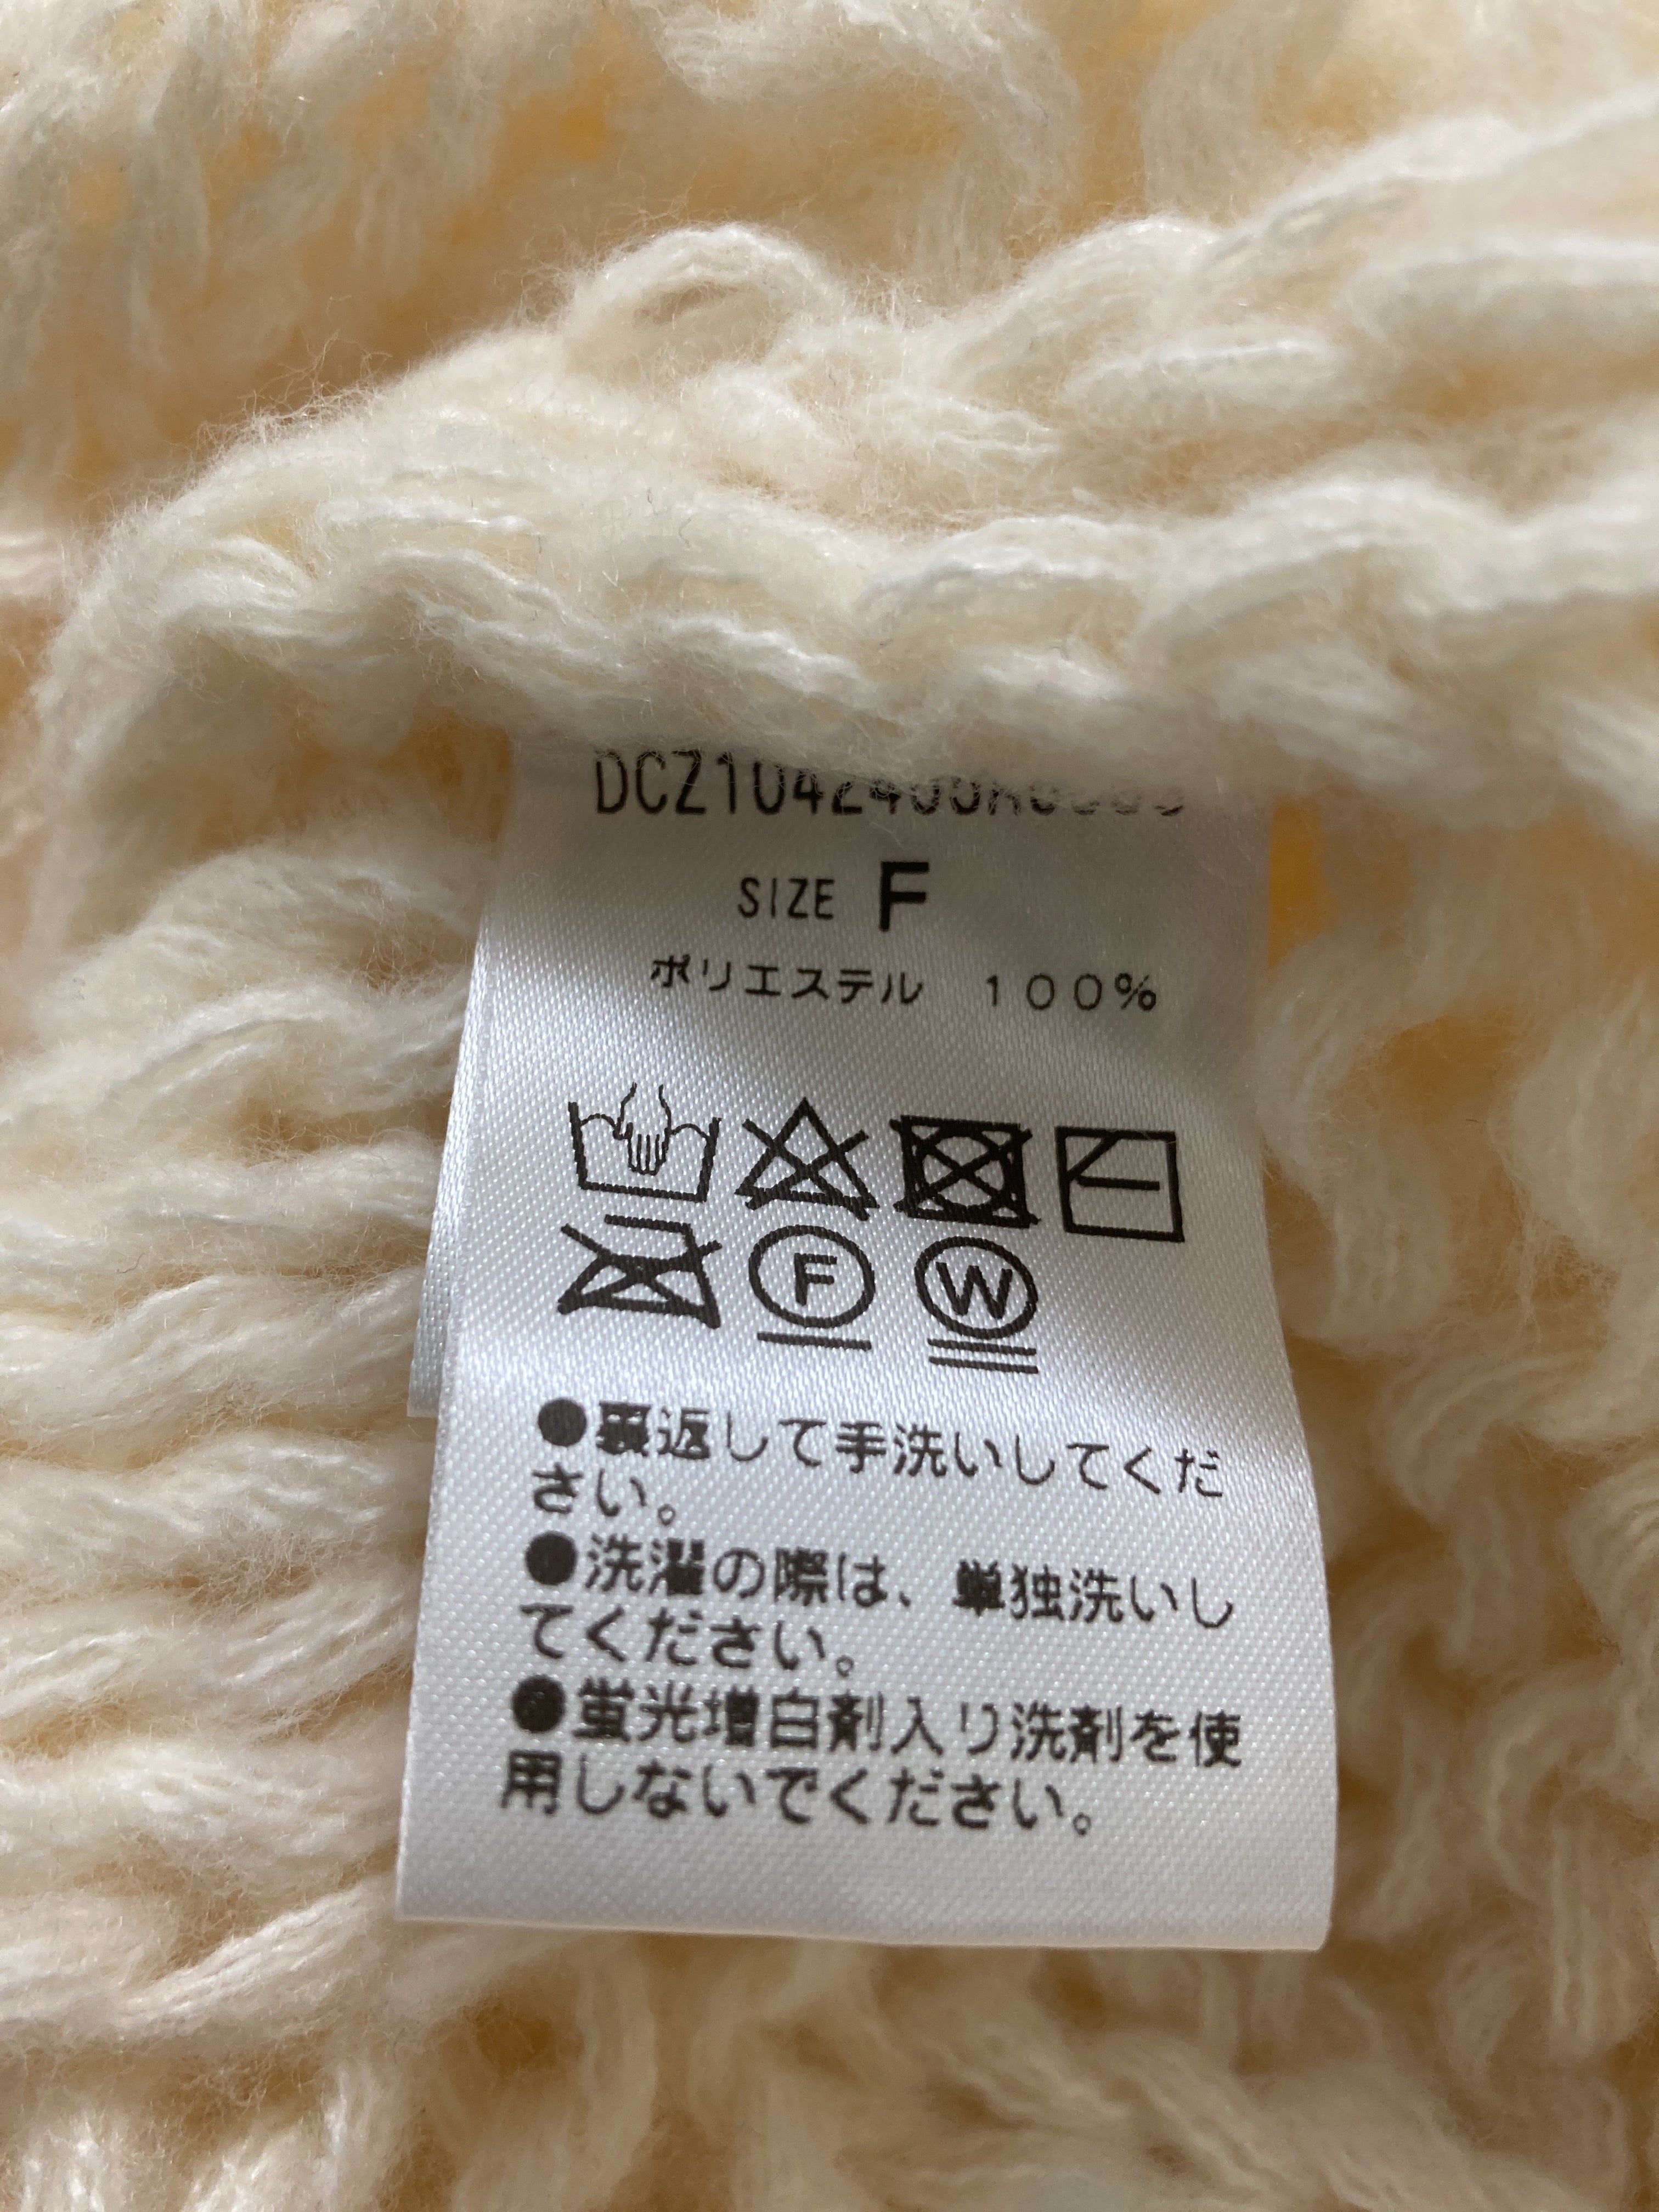 SIZE F
ポリエステル 100%
F W
●裏返して手洗いしてくだ
さい。
●洗濯の際は、単独洗いし
てください。
●蛍光増白剤入り洗剤を使
用しないでください。